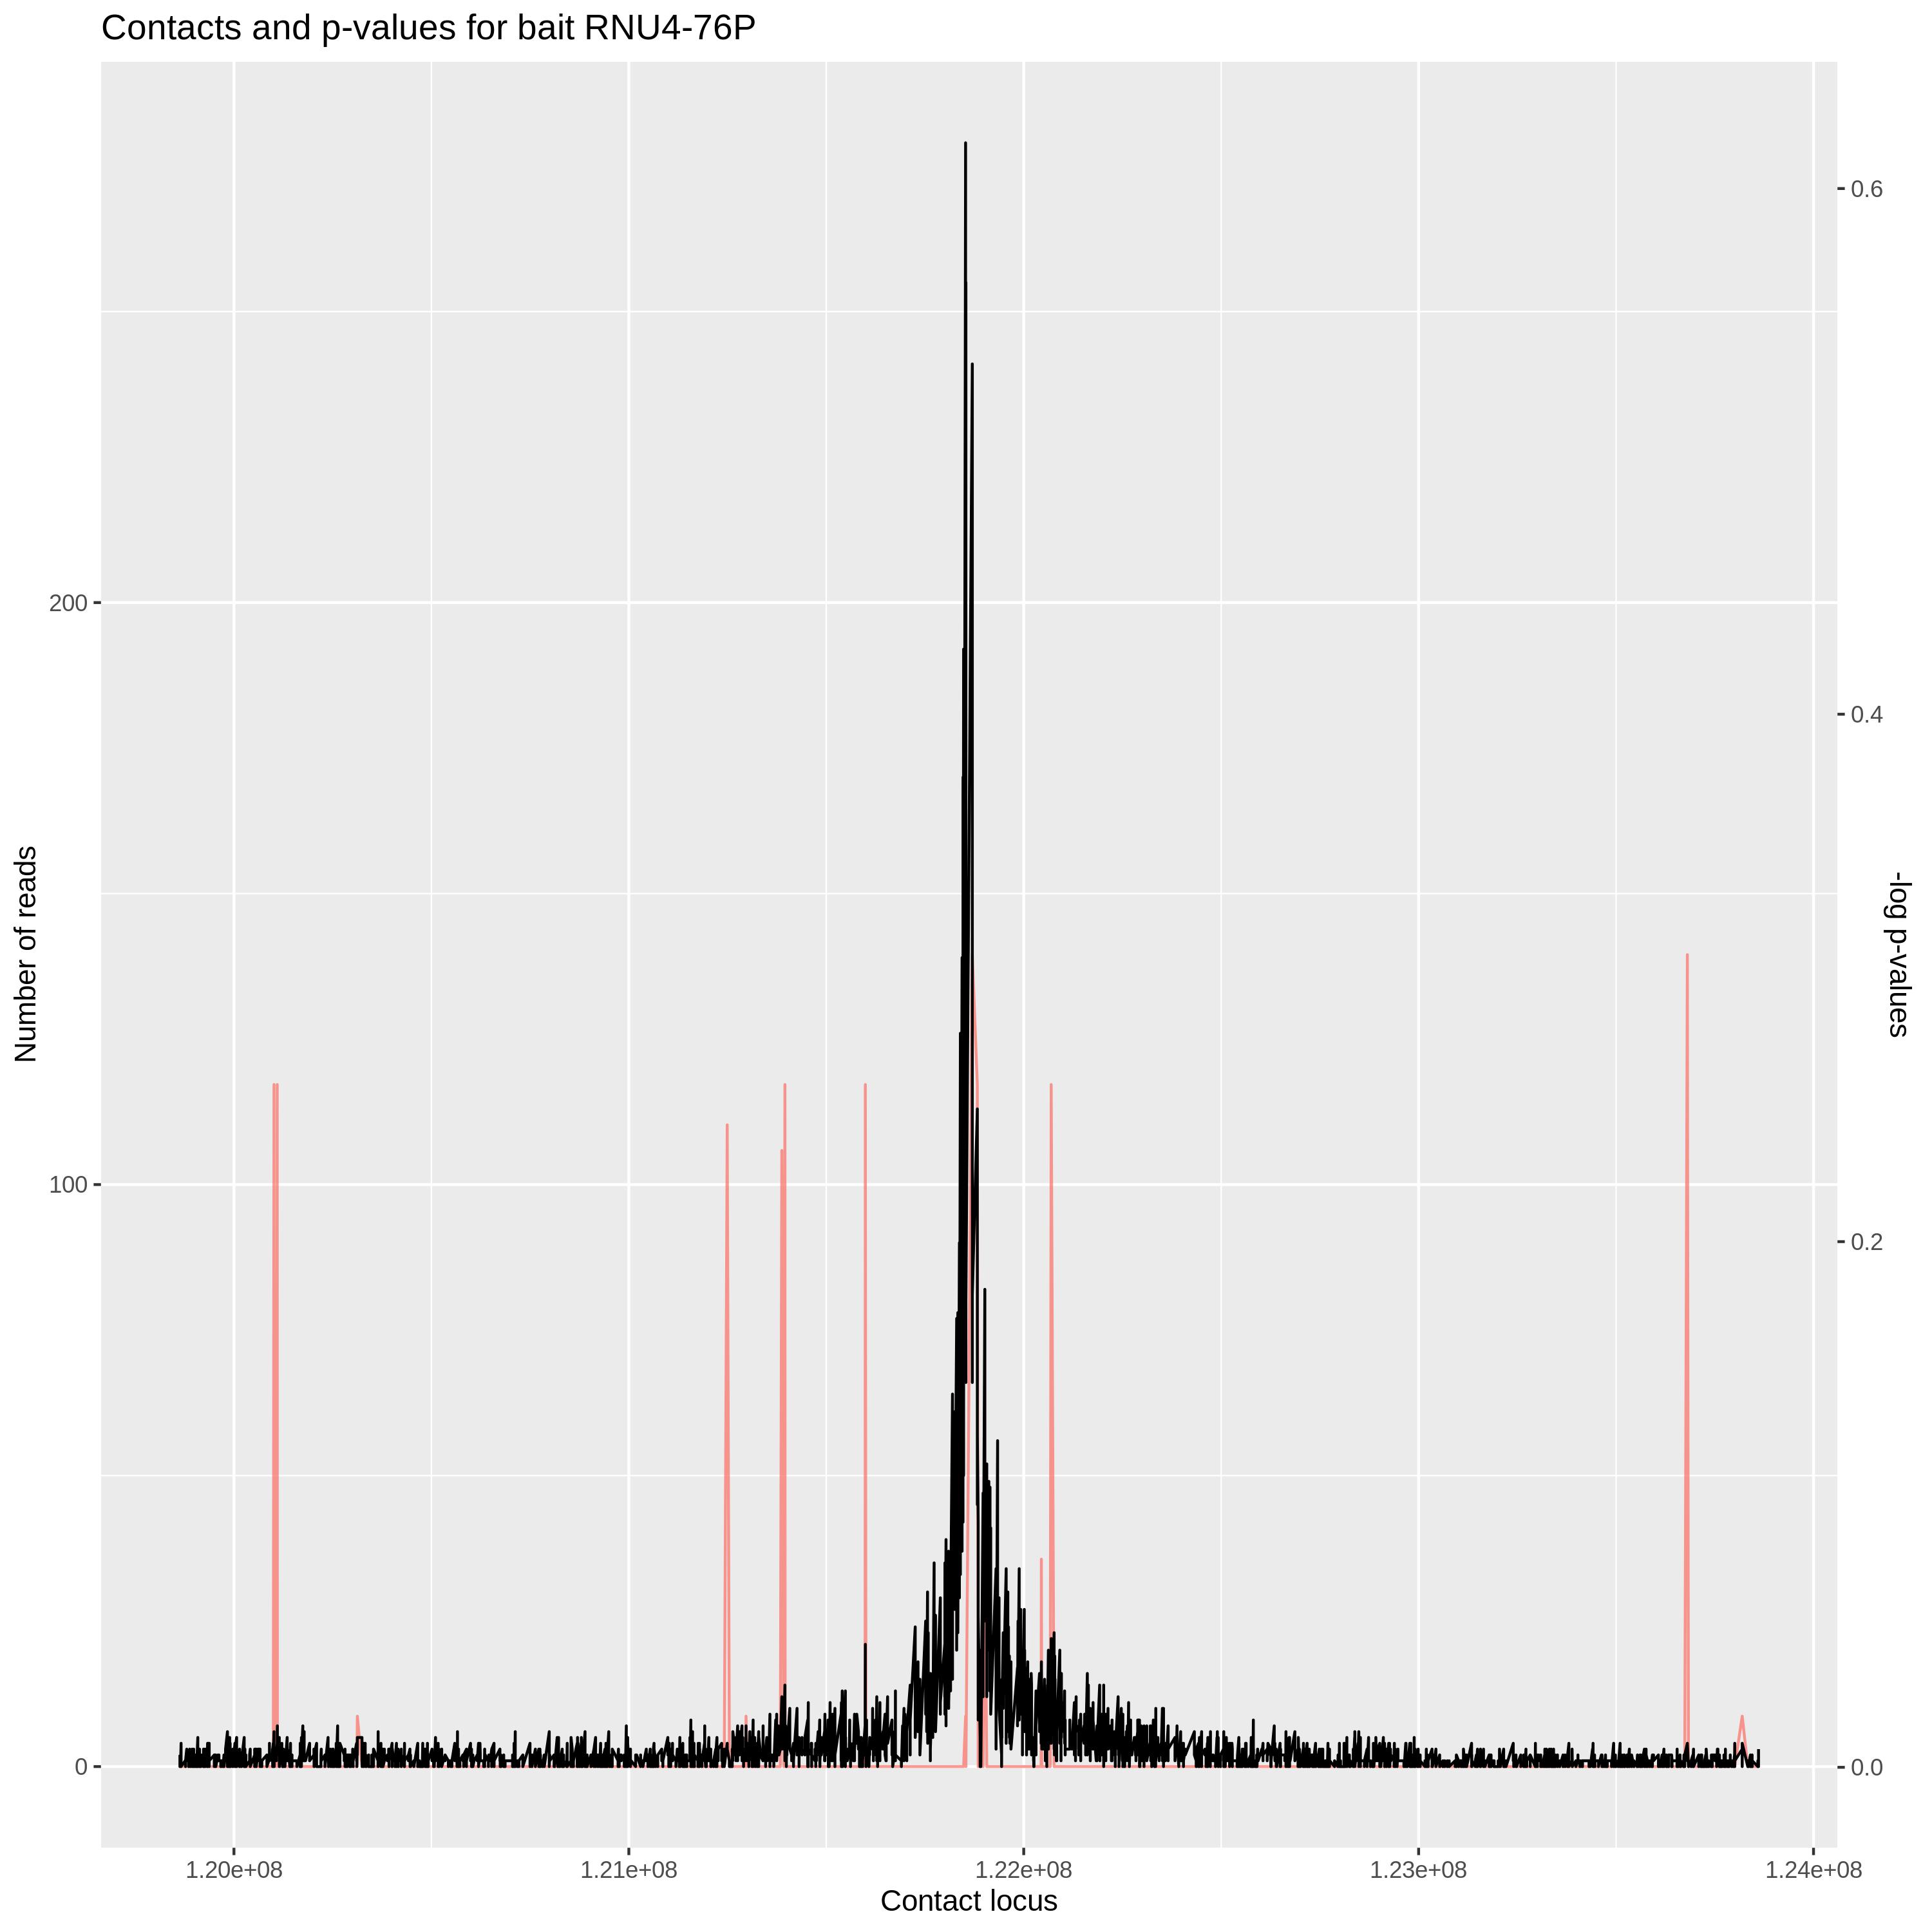 Contacts and p-values for bait RNU4-76P
Number of reads
200
100
0
0.6
0.4
0.2
0.0
-log p-values
1.20e+08
1.21e+08
1.22e+08
1.23e+08
1.24e+08
Contact locus